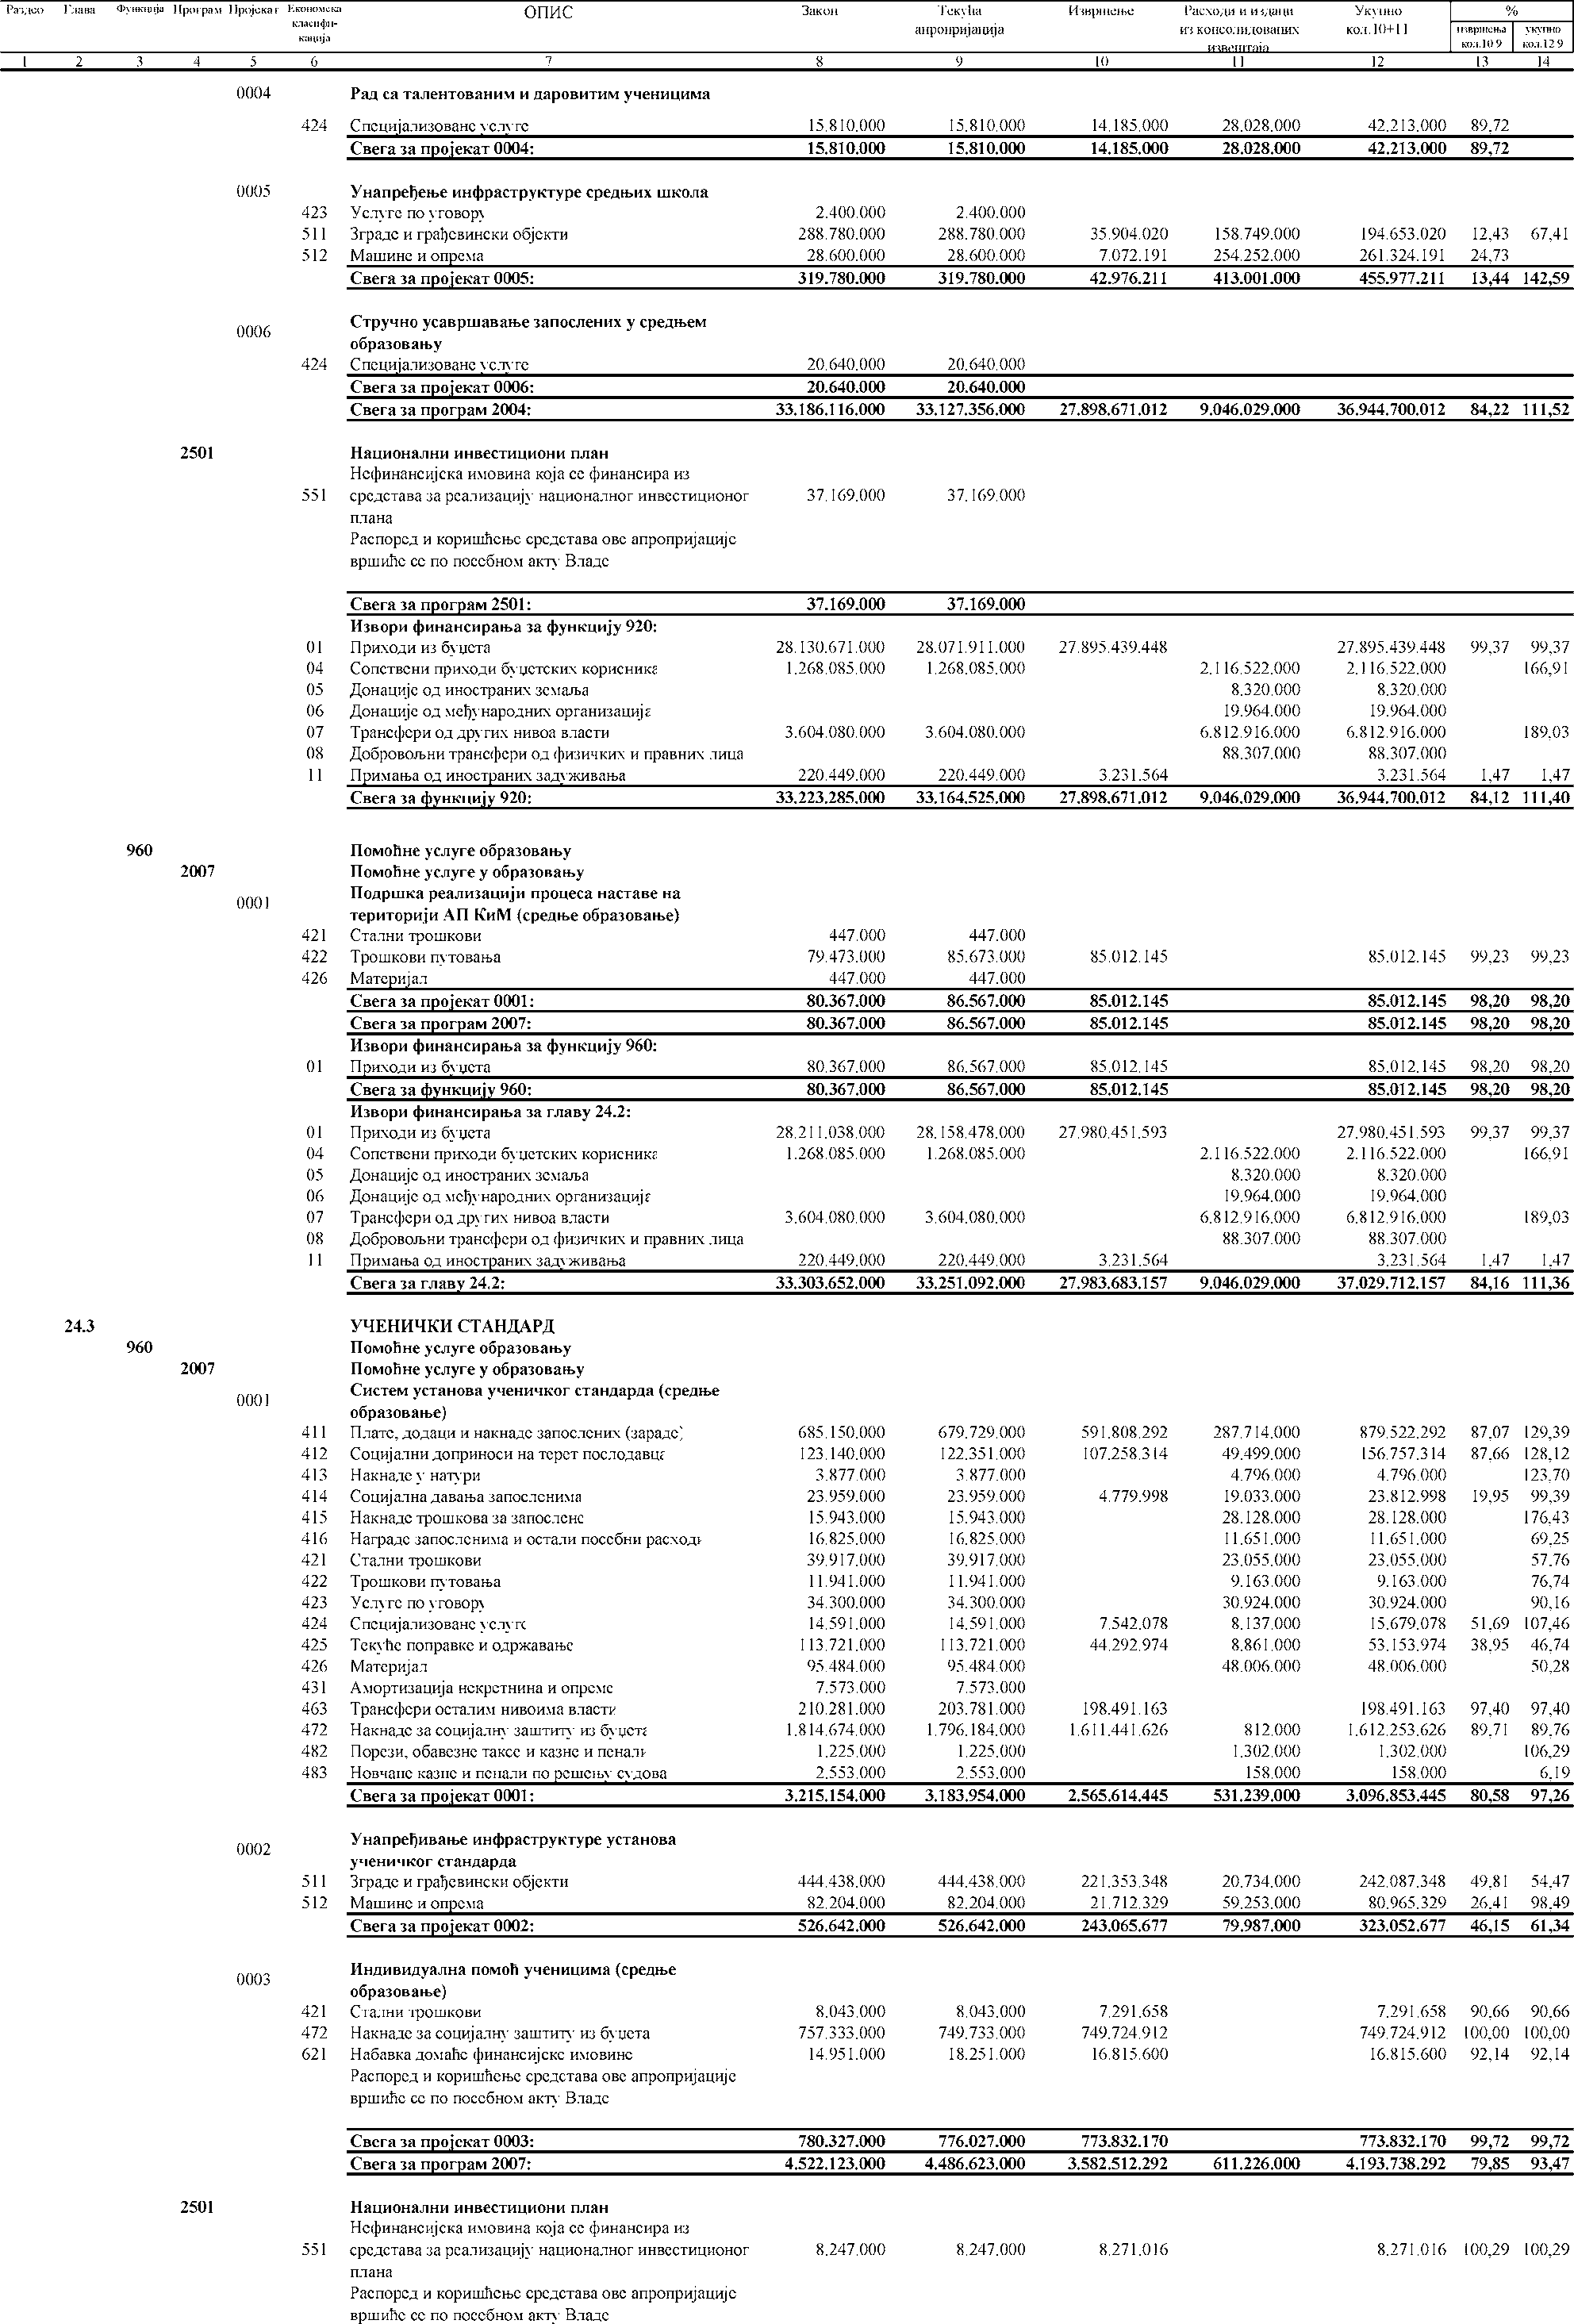 Раздео Глава Функција Програм Пројекат Економска класифи- кација ОПИС Закон Текућа апропријација Извршење Расходи и издаци из консолидованих извештаја Укупно кол.10+11 %
извршења кол.10 9 укупно кол.12 9
1 2 3 4 5 6 7 8 9 10 11 12 13 14
0004 Рад са талентованим и даровитим ученицима
424 Специјализоване услуге 15.810.000 15.810.000 14.185.000 28.028.000 42.213.000 89,72
Свега за пројекат 0004: 15.810.000 15.810.000 14.185.000 28.028.000 42.213.000 89,72
0005 Унапређење инфраструктуре средњих школа
423 Услуге по уговору 2.400.000 2.400.000
511 Зграде и грађевински објекти 288.780.000 288.780.000 35.904.020 158.749.000 194.653.020 12,43 67,41
512 Машине и опрема 28.600.000 28.600.000 7.072.191 254.252.000 261.324.191 24,73
Свега за пројекат 0005: 319.780.000 319.780.000 42.976.211 413.001.000 455.977.211 13,44 142,59
0006 Стручно усавршавање запослених у средњем
образовању
424 Специјализоване услуге 20.640.000 20.640.000
Свега за пројекат 0006: 20.640.000 20.640.000
Свега за програм 2004: 33.186.116.000 33.127.356.000 27.898.671.012 9.046.029.000 36.944.700.012 84,22 111,52
2501 Национални инвестициони план
Нефинансијска имовина која се финансира из
551 средстава за реализацију националног инвестиционог 37.169.000 37.169.000
плана
Распоред и коришћење средстава ове апропријације
вршиће се по посебном акту Владе
Свега за програм 2501: 37.169.000 37.169.000
Извори финансирања за функцију 920:
01 Приходи из буџета 28.130.671.000 28.071.911.000 27.895.439.448 27.895.439.448 99,37 99,37
04 Сопствени приходи буџетских корисника 1.268.085.000 1.268.085.000 2.116.522.000 2.116.522.000 166,91
05 Донације од иностраних земаља 8.320.000 8.320.000
06 Донације од међународних организација 19.964.000 19.964.000
07 Трансфери од других нивоа власти 3.604.080.000 3.604.080.000 6.812.916.000 6.812.916.000 189,03
08 Добровољни трансфери од физичких и правних лица 88.307.000 88.307.000
11 Примања од иностраних задуживања 220.449.000 220.449.000 3.231.564 3.231.564 1,47 1,47
Свега за функцију 920: 33.223.285.000 33.164.525.000 27.898.671.012 9.046.029.000 36.944.700.012 84,12 111,40
960 Помоћне услуге образовању
2007 Помоћне услуге у образовању
0001 Подршка реализацији процеса наставе на
територији АП КиМ (средње образовање)
421 Стални трошкови 447.000 447.000
422 Трошкови путовања 79.473.000 85.673.000 85.012.145 85.012.145 99,23 99,23
426 Материјал 447.000 447.000
Свега за пројекат 0001: 80.367.000 86.567.000 85.012.145 85.012.145 98,20 98,20
Свега за програм 2007: 80.367.000 86.567.000 85.012.145 85.012.145 98,20 98,20
Извори финансирања за функцију 960:
01 Приходи из буџета 80.367.000 86.567.000 85.012.145 85.012.145 98,20 98,20
Свега за функцију 960: 80.367.000 86.567.000 85.012.145 85.012.145 98,20 98,20
Извори финансирања за главу 24.2:
01 Приходи из буџета 28.211.038.000 28.158.478.000 27.980.451.593 27.980.451.593 99,37 99,37
04 Сопствени приходи буџетских корисника 1.268.085.000 1.268.085.000 2.116.522.000 2.116.522.000 166,91
05 Донације од иностраних земаља 8.320.000 8.320.000
06 Донације од међународних организација 19.964.000 19.964.000
07 Трансфери од других нивоа власти 3.604.080.000 3.604.080.000 6.812.916.000 6.812.916.000 189,03
08 Добровољни трансфери од физичких и правних лица 88.307.000 88.307.000
11 Примања од иностраних задуживања 220.449.000 220.449.000 3.231.564 3.231.564 1,47 1,47
Свега за главу 24.2: 33.303.652.000 33.251.092.000 27.983.683.157 9.046.029.000 37.029.712.157 84,16 111,36
24.3 УЧЕНИЧКИ СТАНДАРД
960 Помоћне услуге образовању
2007 Помоћне услуге у образовању
0001 Систем установа ученичког стандарда (средње
образовање)
411 Плате, додаци и накнаде запослених (зараде) 685.150.000 679.729.000 591.808.292 287.714.000 879.522.292 87,07 129,39
412 Социјални доприноси на терет послодавца 123.140.000 122.351.000 107.258.314 49.499.000 156.757.314 87,66 128,12
413 Накнаде у натури 3.877.000 3.877.000 4.796.000 4.796.000 123,70
414 Социјална давања запосленима 23.959.000 23.959.000 4.779.998 19.033.000 23.812.998 19,95 99,39
415 Накнаде трошкова за запослене 15.943.000 15.943.000 28.128.000 28.128.000 176,43
416 Награде запосленима и остали посебни расходи 16.825.000 16.825.000 11.651.000 11.651.000 69,25
421 Стални трошкови 39.917.000 39.917.000 23.055.000 23.055.000 57,76
422 Трошкови путовања 11.941.000 11.941.000 9.163.000 9.163.000 76,74
423 Услуге по уговору 34.300.000 34.300.000 30.924.000 30.924.000 90,16
424 Специјализоване услуге 14.591.000 14.591.000 7.542.078 8.137.000 15.679.078 51,69 107,46
425 Текуће поправке и одржавање 113.721.000 113.721.000 44.292.974 8.861.000 53.153.974 38,95 46,74
426 Материјал 95.484.000 95.484.000 48.006.000 48.006.000 50,28
431 Амортизација некретнина и опреме 7.573.000 7.573.000
463 Трансфери осталим нивоима власти 210.281.000 203.781.000 198.491.163 198.491.163 97,40 97,40
472 Накнаде за социјалну заштиту из буџета 1.814.674.000 1.796.184.000 1.611.441.626 812.000 1.612.253.626 89,71 89,76
482 Порези, обавезне таксе и казне и пенали 1.225.000 1.225.000 1.302.000 1.302.000 106,29
483 Новчане казне и пенали по решењу судова 2.553.000 2.553.000 158.000 158.000 6,19
Свега за пројекат 0001: 3.215.154.000 3.183.954.000 2.565.614.445 531.239.000 3.096.853.445 80,58 97,26
0002 Унапређивање инфраструктуре установа
ученичког стандарда
511 Зграде и грађевински објекти 444.438.000 444.438.000 221.353.348 20.734.000 242.087.348 49,81 54,47
512 Машине и опрема 82.204.000 82.204.000 21.712.329 59.253.000 80.965.329 26,41 98,49
Свега за пројекат 0002: 526.642.000 526.642.000 243.065.677 79.987.000 323.052.677 46,15 61,34
0003 Индивидуална помоћ ученицима (средње
образовање)
421 Стални трошкови 8.043.000 8.043.000 7.291.658 7.291.658 90,66 90,66
472 Накнаде за социјалну заштиту из буџета 757.333.000 749.733.000 749.724.912 749.724.912 100,00 100,00
621 Набавка домаће финансијске имовине 14.951.000 18.251.000 16.815.600 16.815.600 92,14 92,14
Распоред и коришћење средстава ове апропријације
вршиће се по посебном акту Владе
Свега за пројекат 0003: 780.327.000 776.027.000 773.832.170 773.832.170 99,72 99,72
Свега за програм 2007: 4.522.123.000 4.486.623.000 3.582.512.292 611.226.000 4.193.738.292 79,85 93,47
2501 Национални инвестициони план
Нефинансијска имовина која се финансира из
551 средстава за реализацију националног инвестиционог 8.247.000 8.247.000 8.271.016 8.271.016 100,29 100,29
плана
Распоред и коришћење средстава ове апропријације
вршиће се по посебном акту Владе